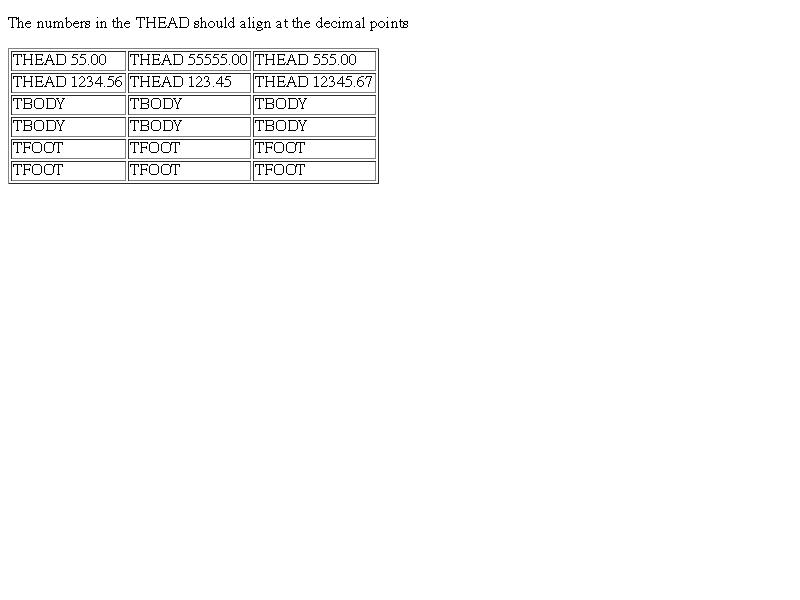 The numbers in the THEAD should align at the decimal points
THEAD 55.00 THEAD 55555.00 THEAD 555.00
THEAD 1234.56 THEAD 123.45 THEAD 12345.67
TBODY TBODY TBODY
TBODY TBODY TBODY
TFOOT TFOOT TFOOT
TFOOT TFOOT TFOOT